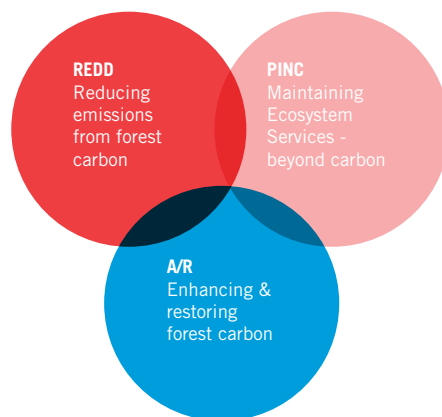 REDD
Reducing
emissions
from forest
carbon
PINC
Maintaining
Ecosystem
Services -
beyond carbon
A/R
Enhancing &
restoring
forest carbon